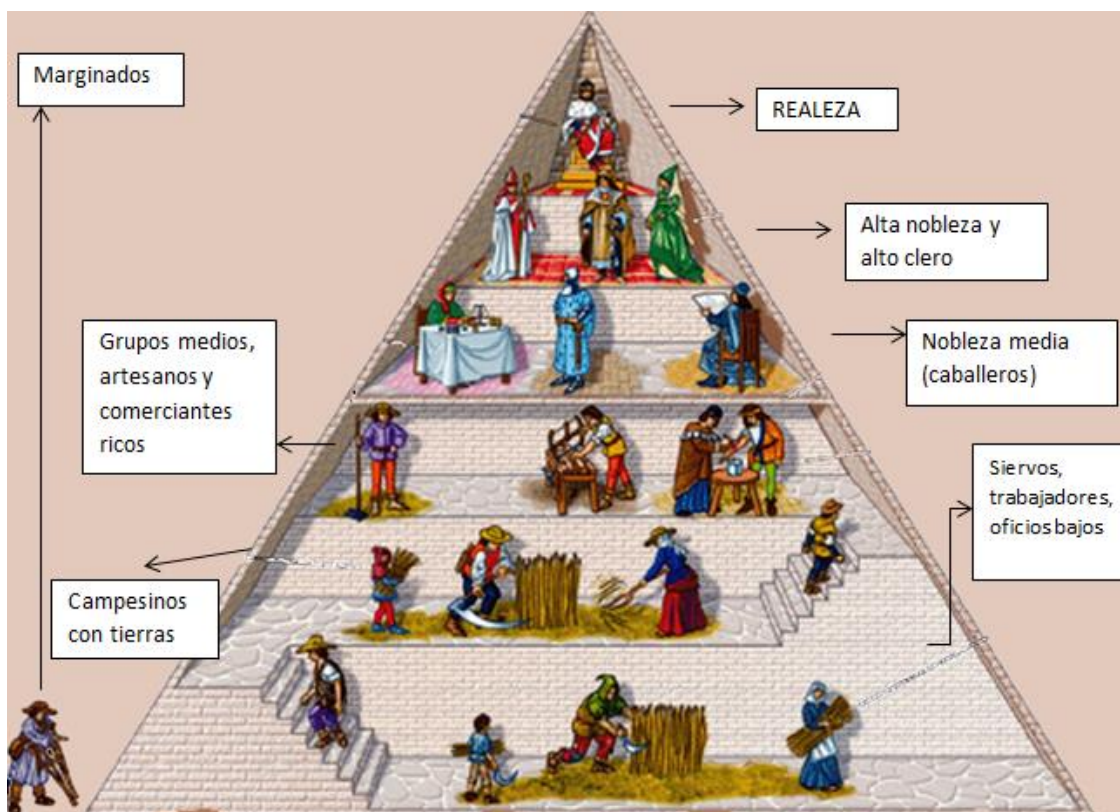 Marginados
REALEZA
Alta nobleza y
alto clero
Nobleza media
(caballeros)
Grupos medios,
artesanos y
comerciantes
ricos
Siervos,
trabajadores,
oficios bajos
Campesinos
con tierras